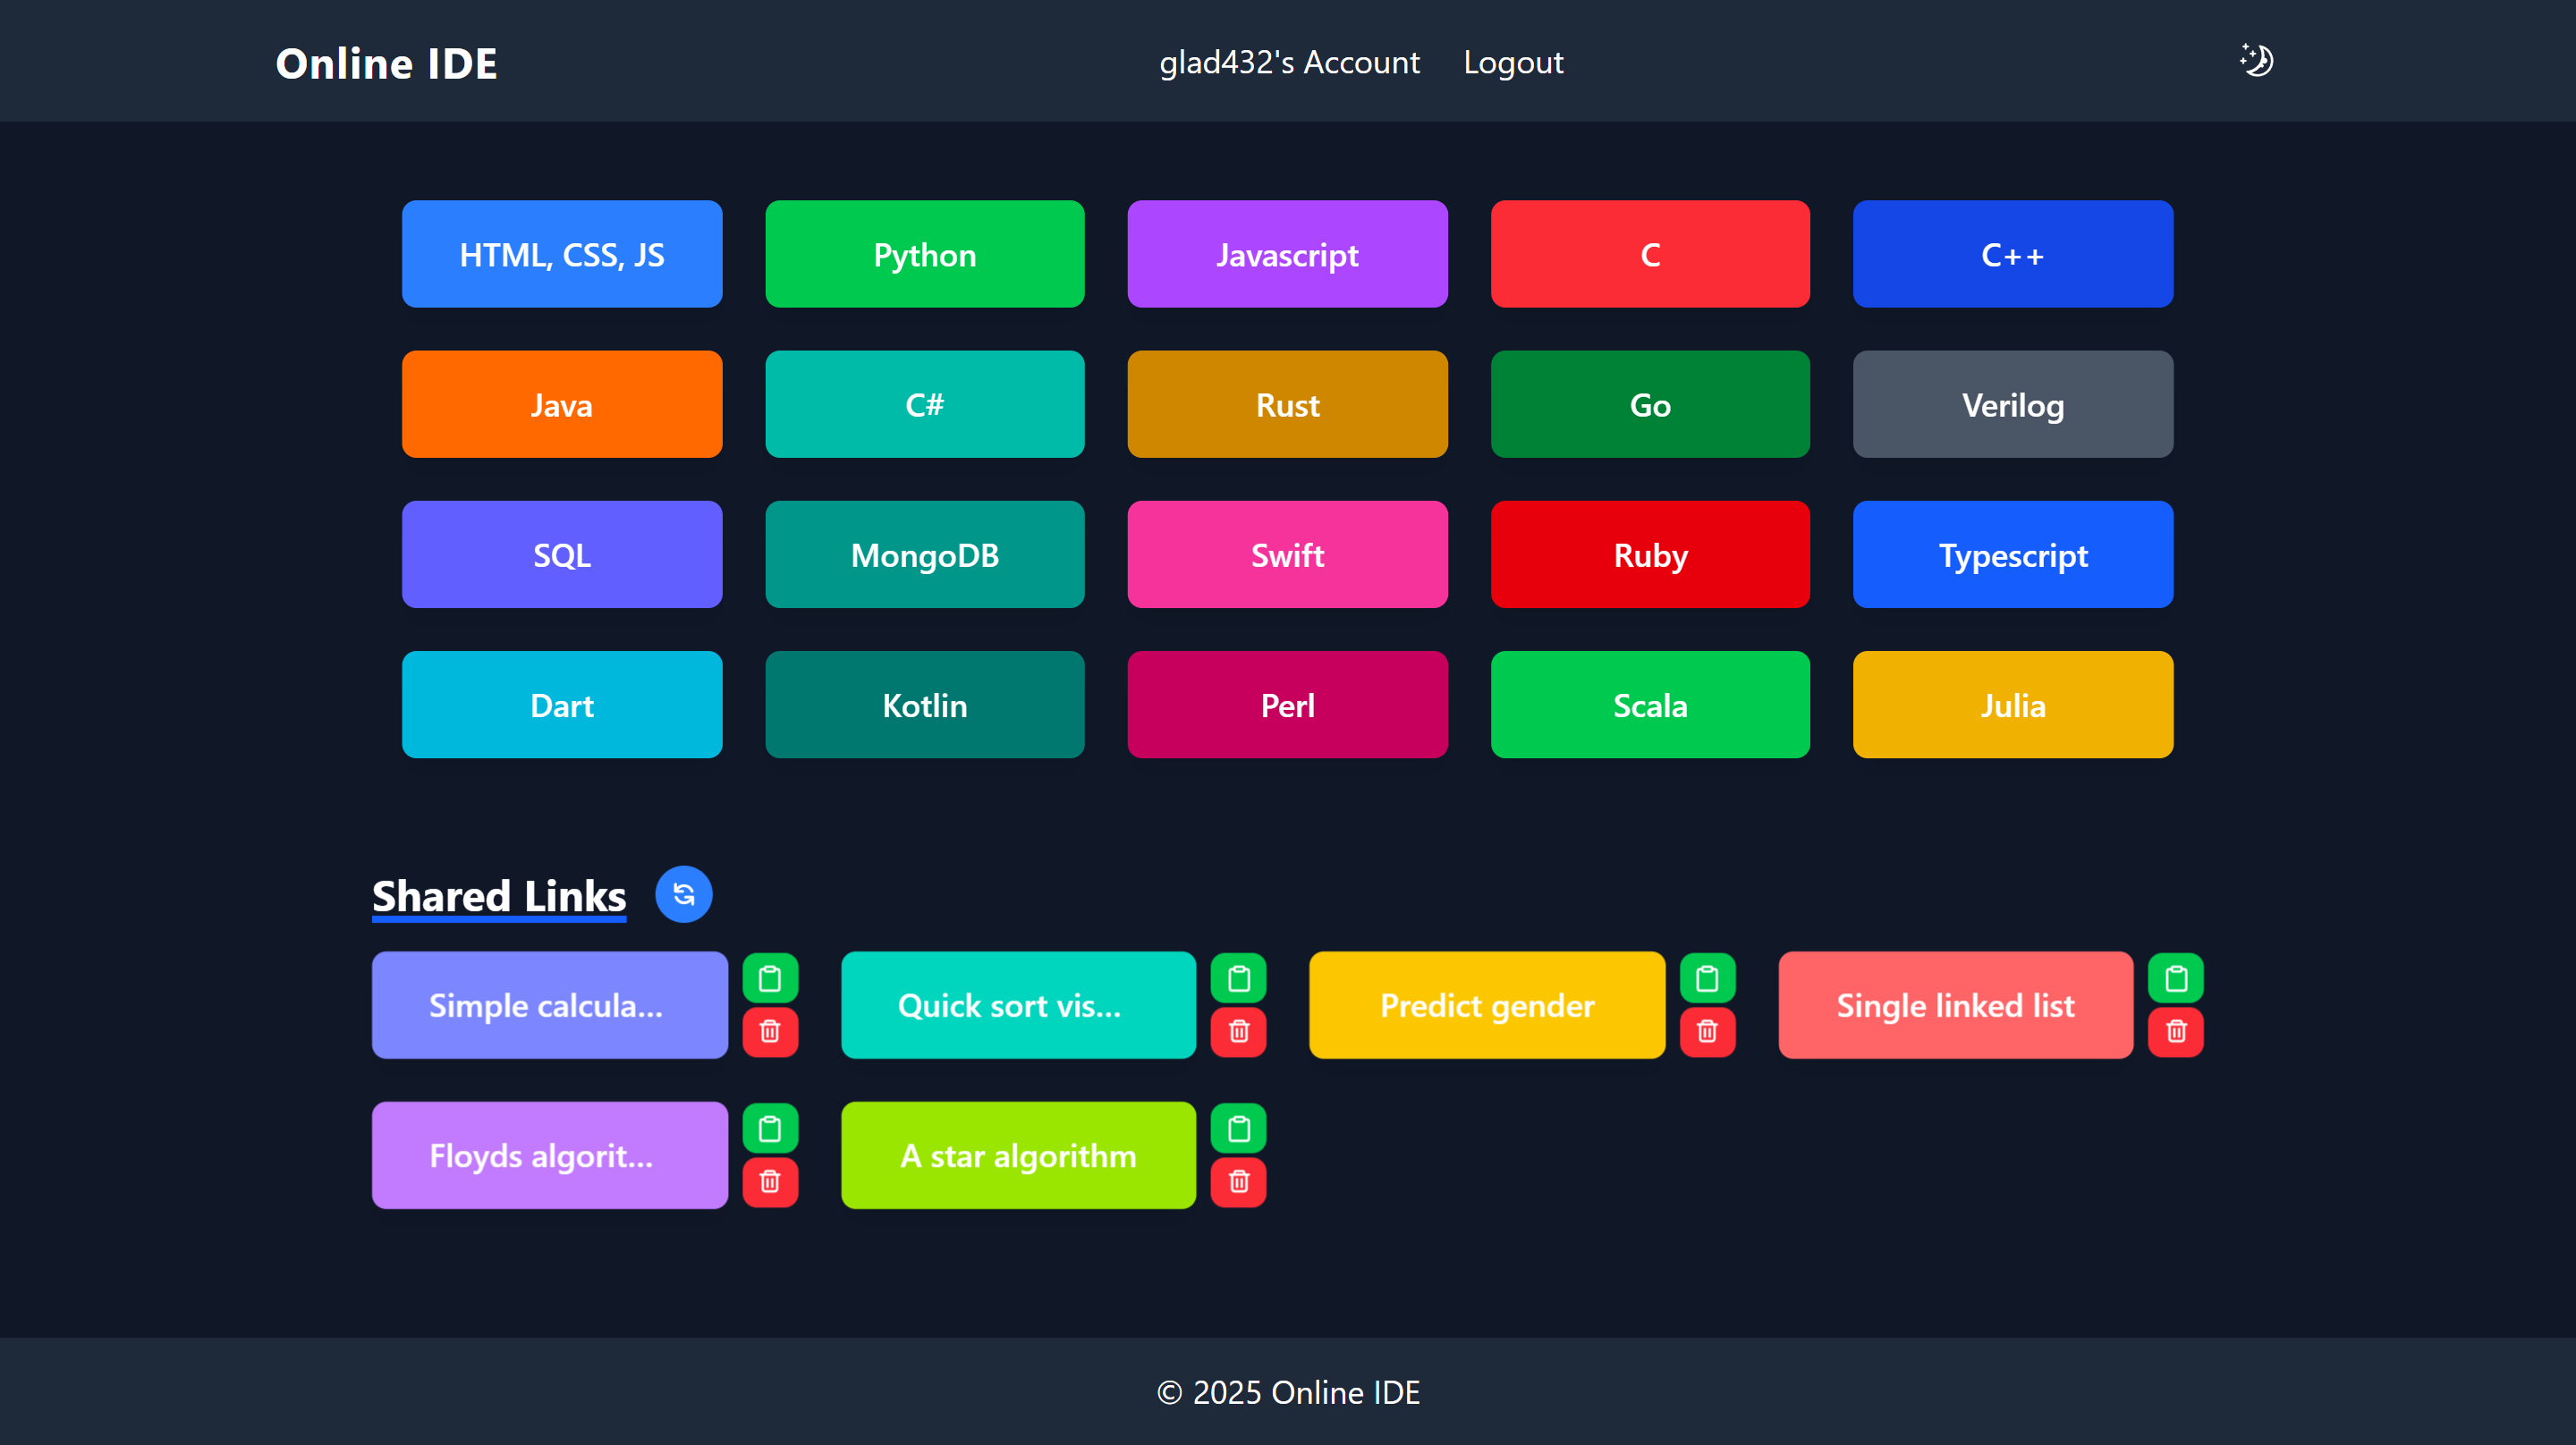 Online IDE
glad432's Account
Logout
HTML, CSS, JS
Python
Javascript
C
C++
Java
C#
Rust
Go
Verilog
SQL
MongoDB
Swift
Ruby
Typescript
Dart
Kotlin
Perl
Scala
Julia
Shared Links
Simple calcula...
Quick sort vis...
Predict gender
Single linked list
Floyds algorit...
A star algorithm
© 2025 Online IDE